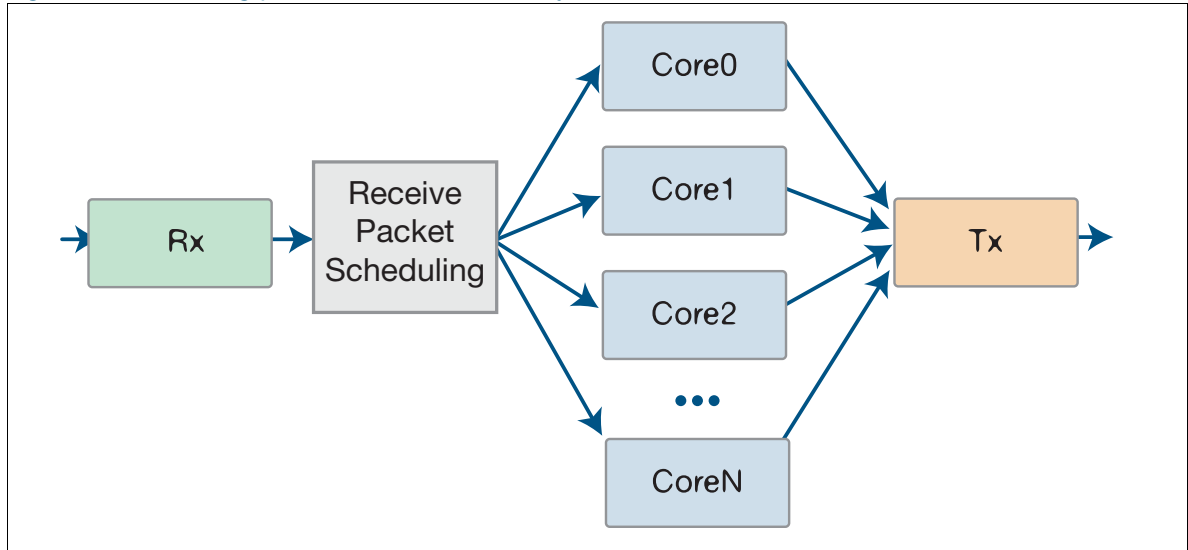 Rx
Receive
Packet
Scheduling
Core0
Core1
Core2
...
CoreN
Tx